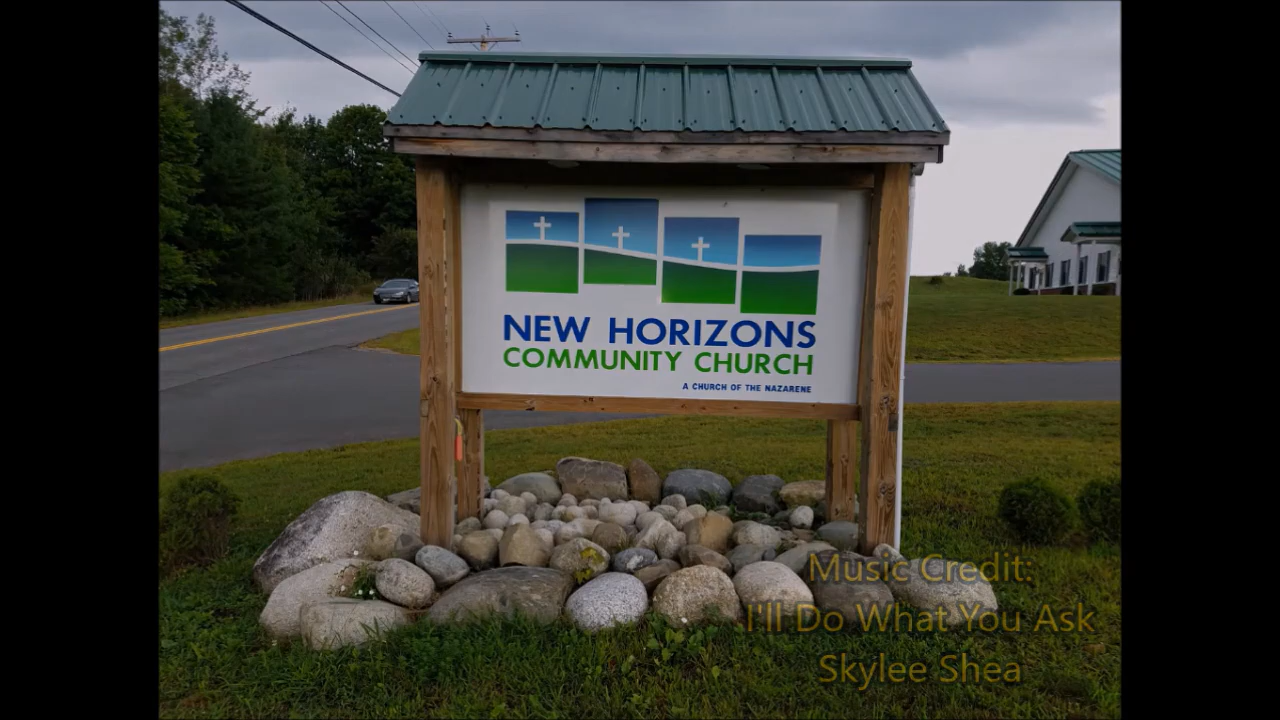 NEW HORIZONS
COMMUNITY CHURCH
A CHURCH OF THE NAZARENE
Music Credit:
I'll Do What You Ask
Skylee Shea